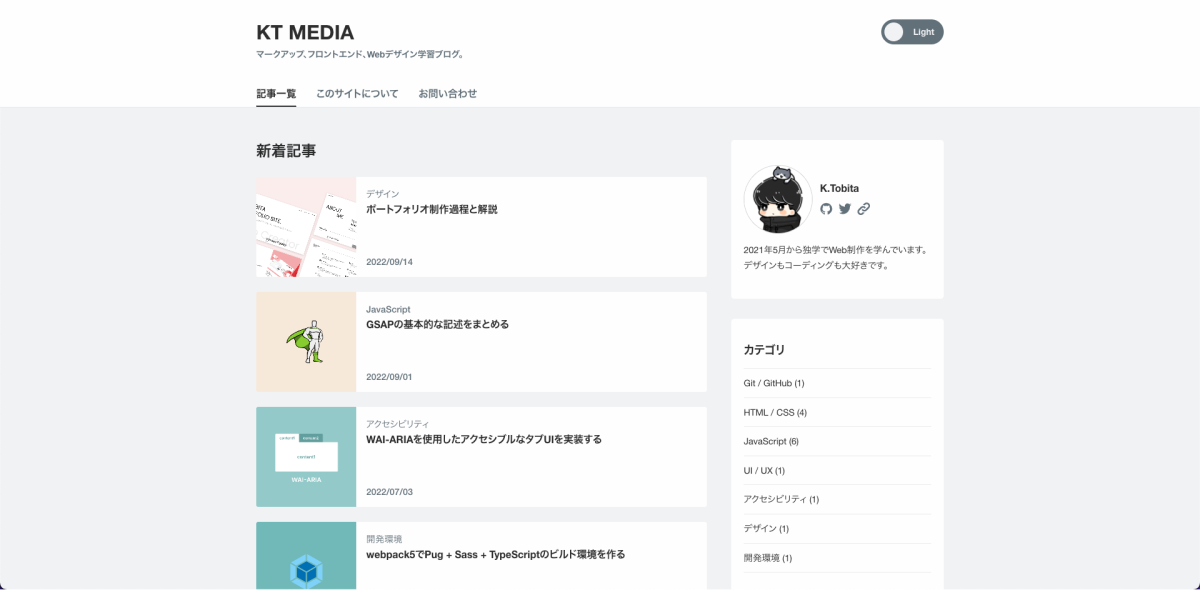 KT MEDIA
マークアップ、フロントエンド、Webデザイン学習ブログ。
Light
記事一覧 このサイトについて お問い合わせ
新着記事
デザイン
ポートフォリオ制作過程と解説
2022/09/14
JavaScript
GSAPの基本的な記述をまとめる
2022/09/01
アクセシビリティ
WAI-ARIAを使用したアクセシブルなタブUIを実装する
2022/07/03
WAI-ARIA
開発環境
webpack5でPug + Sass + TypeScriptのビルド環境を作る
K.Tobita
2021年5月から独学でWeb制作を学んでいます。
デザインもコーディングも大好きです。
カテゴリ
Git / GitHub (1)
HTML / CSS (4)
JavaScript (6)
UI / UX (1)
アクセシビリティ (1)
デザイン (1)
開発環境 (1)